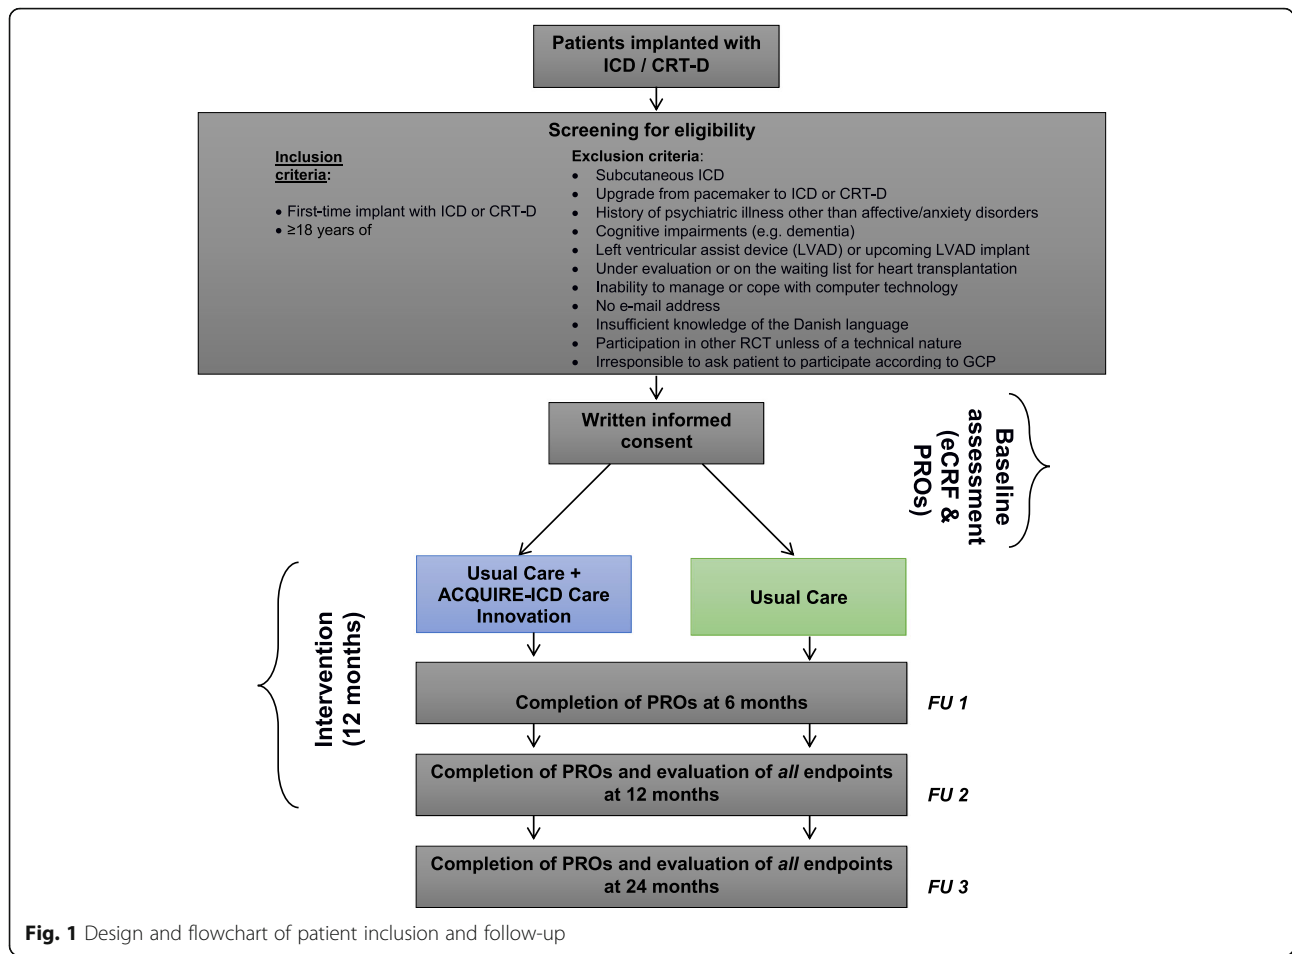 Patients implanted with
ICD / CRT-D
Screening for eligibility
Inclusion
criteria:
• First-time implant with ICD or CRT-D
• ≥18 years of
Exclusion criteria:
• Subcutaneous ICD
• Upgrade from pacemaker to ICD or CRT-D
• History of psychiatric illness other than affective/anxiety disorders
• Cognitive impairments (e.g. dementia)
• Left ventricular assist device (LVAD) or upcoming LVAD implant
• Under evaluation or on the waiting list for heart transplantation
• Inability to manage or cope with computer technology
• No e-mail address
• Insufficient knowledge of the Danish language
• Participation in other RCT unless of a technical nature
• Irresponsible to ask patient to participate according to GCP
Written informed
consent
Baseline
assessment
(eCRF &
PROs)
Usual Care +
ACQUIRE-ICD Care
Innovation
Usual Care
Intervention
(12 months)
Completion of PROs at 6 months
FU 1
Completion of PROs and evaluation of all endpoints
at 12 months
FU 2
Completion of PROs and evaluation of all endpoints
at 24 months
FU 3
Fig. 1 Design and flowchart of patient inclusion and follow-up